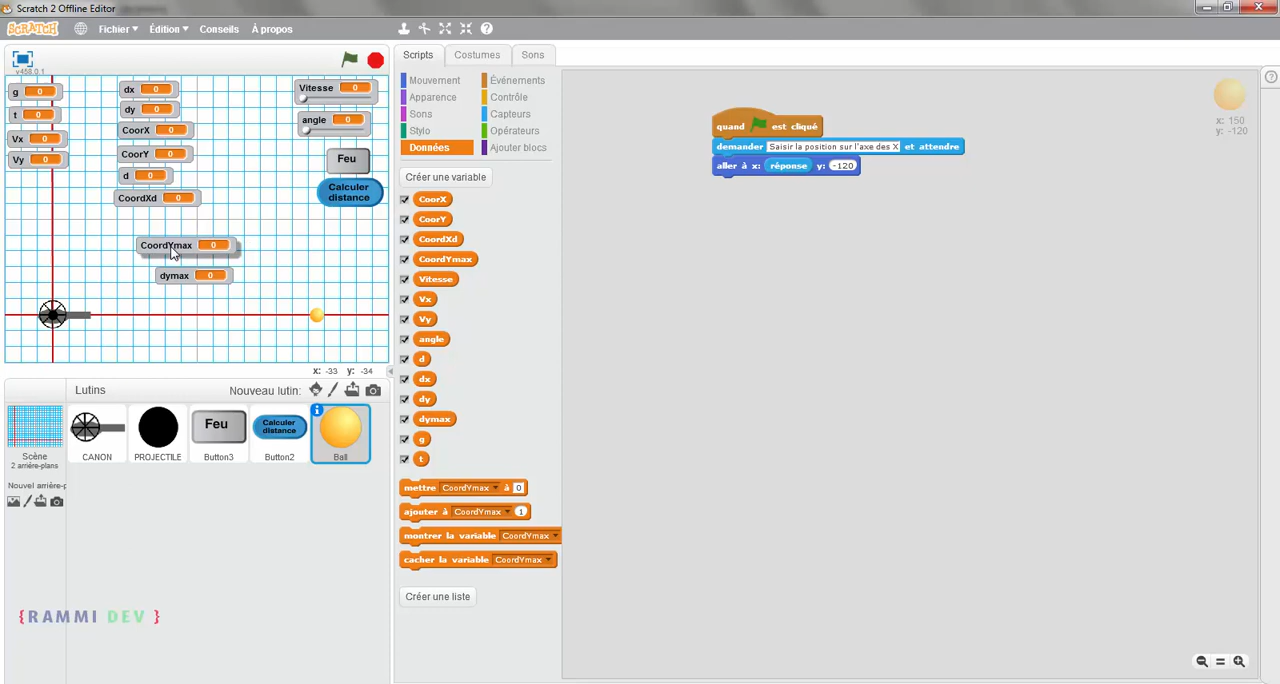 Scratch 2 Offline Editor
SCRATCH Fichier Édition Conseils À propos
v458.0.1
Scripts Costumes Sons
g 0
t 0
Vx 0
Vy 0
dx 0
dy 0
CoorX 0
CoorY 0
d 0
CoordXd 0
CoordYmax 0
dymax 0
Vitesse 0
angle 0
Feu
Calculer
distance
x: -33 y: -34
Mouvement Événements
Apparence Contrôle
Sons Capteurs
Stylo Opérateurs
Données Ajouter blocs
Créer une variable
CoorX
CoorY
CoordXd
CoordYmax
Vitesse
Vx
Vy
angle
d
dx
dy
dymax
g
t
mettre CoordYmax à 0
ajouter à CoordYmax 1
montrer la variable CoordYmax
cacher la variable CoordYmax
Créer une liste
quand est cliqué
demander Saisir la position sur l'axe des X et attendre
aller à x: réponse y: -120
x: 150
y: -120
Lutins Nouveau lutin:
Scène
2 arrière-plans
Nouvel arrière-p
CANON
PROJECTILE
Feu
Button3
Calculer
distance
Button2
Ball
{RAMMI DEV }